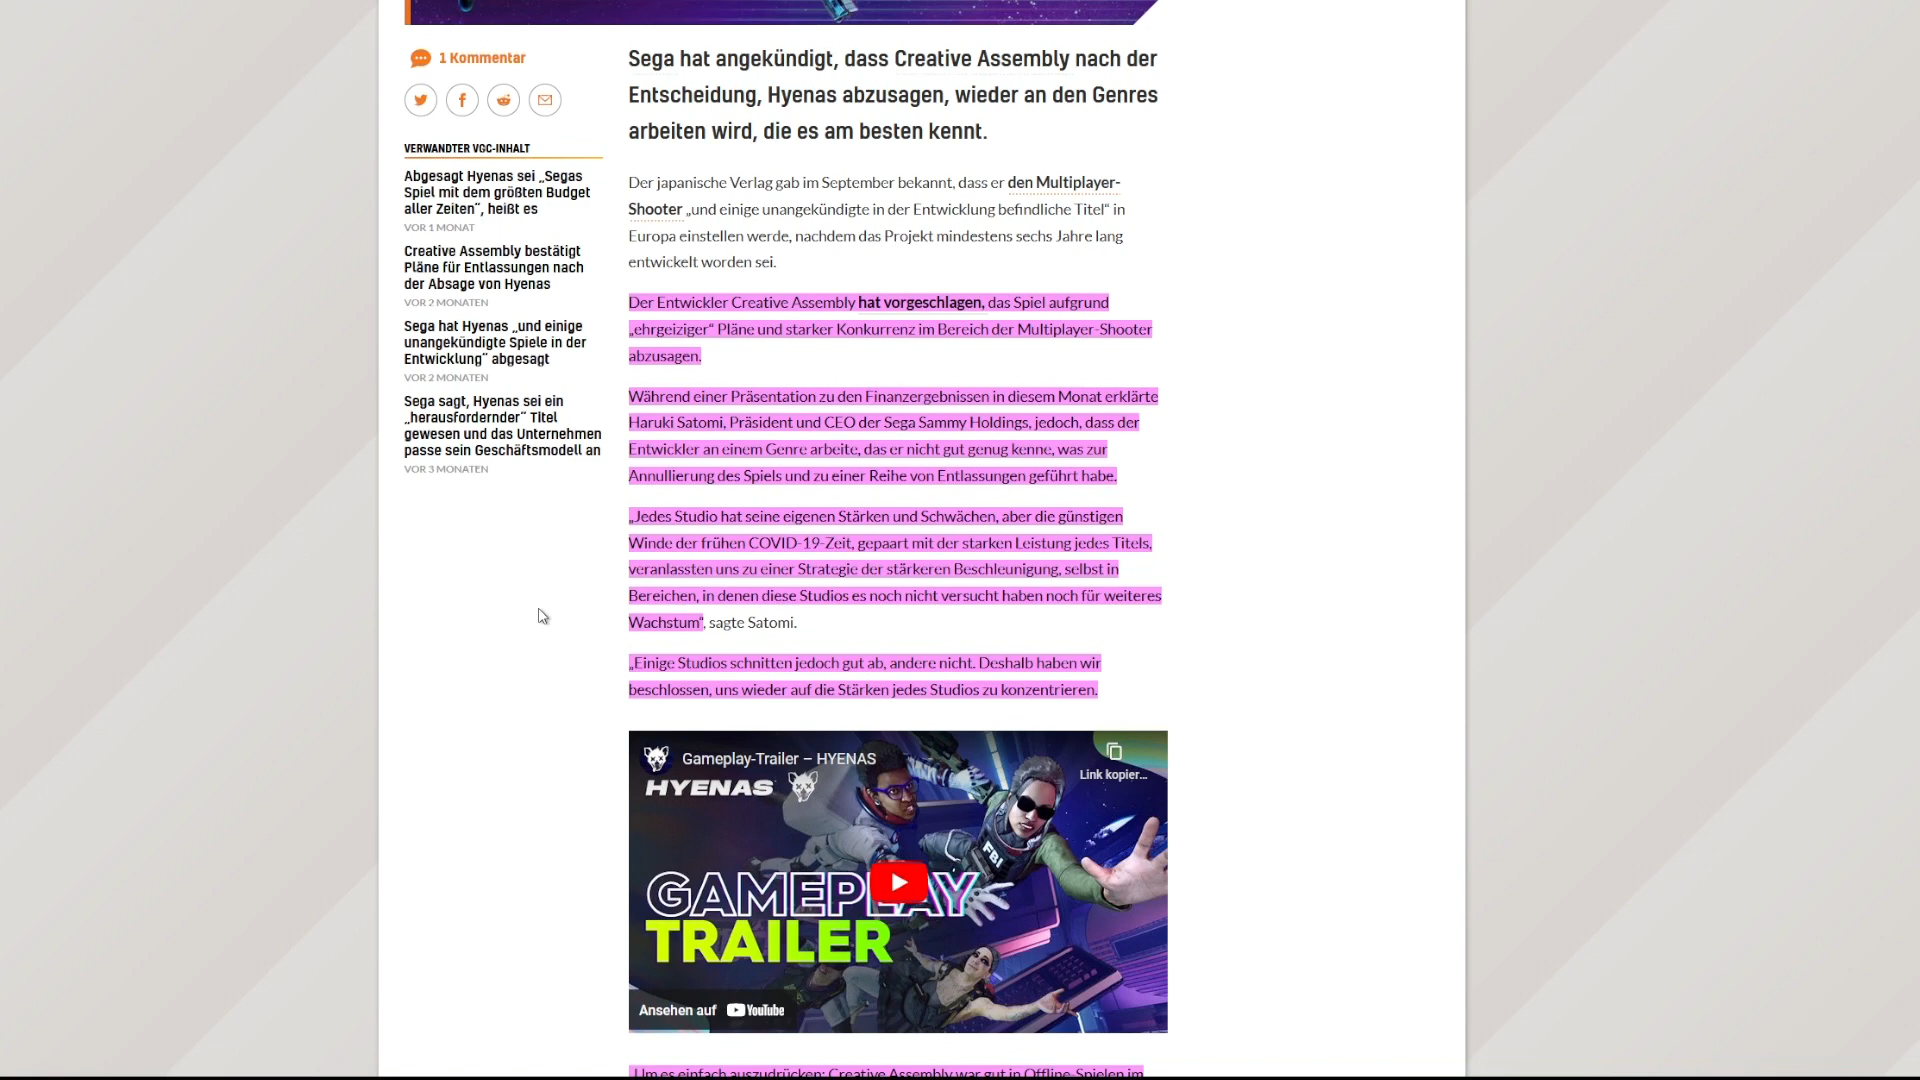 1 Kommentar
VERWANDTER VGC-INHALT
Abgesagt Hyenas sei „Segas
Spiel mit dem größten Budget
aller Zeiten“, heißt es
VOR 1 MONAT
Creative Assembly bestätigt
Pläne für Entlassungen nach
der Absage von Hyenas
VOR 2 MONATEN
Sega hat Hyenas „und einige
unangekündigte Spiele in der
Entwicklung“ abgesagt
VOR 2 MONATEN
Sega sagt, Hyenas sei ein
„herausfordernder“ Titel
gewesen und das Unternehmen
passe sein Geschäftsmodell an
VOR 3 MONATEN
Sega hat angekündigt, dass Creative Assembly nach der
Entscheidung, Hyenas abzusagen, wieder an den Genres
arbeiten wird, die es am besten kennt.
Der japanische Verlag gab im September bekannt, dass er den Multiplayer-
Shooter „und einige unangekündigte in der Entwicklung befindliche Titel“ in
Europa einstellen werde, nachdem das Projekt mindestens sechs Jahre lang
entwickelt worden sei.
Der Entwickler Creative Assembly hat vorgeschlagen, das Spiel aufgrund
„ehrgeiziger“ Pläne und starker Konkurrenz im Bereich der Multiplayer-Shooter
abzusagen.
Während einer Präsentation zu den Finanzergebnissen in diesem Monat erklärte
Haruki Satomi, Präsident und CEO der Sega Sammy Holdings, jedoch, dass der
Entwickler an einem Genre arbeite, das er nicht gut genug kenne, was zur
Annullierung des Spiels und zu einer Reihe von Entlassungen geführt habe.
„Jedes Studio hat seine eigenen Stärken und Schwächen, aber die günstigen
Winde der frühen COVID-19-Zeit, gepaart mit der starken Leistung jedes Titels,
veranlassten uns zu einer Strategie der stärkeren Beschleunigung, selbst in
Bereichen, in denen diese Studios es noch nicht versucht haben noch für weiteres
Wachstum“, sagte Satomi.
„Einige Studios schnitten jedoch gut ab, andere nicht. Deshalb haben wir
beschlossen, uns wieder auf die Stärken jedes Studios zu konzentrieren.
Gameplay-Trailer – HYENAS
Link kopier...
HYENAS
FBI
GAMEPLAY
TRAILER
Ansehen auf YouTube
„Um es einfach auszudrücken: Creative Assembly war gut in Offline-Spielen im